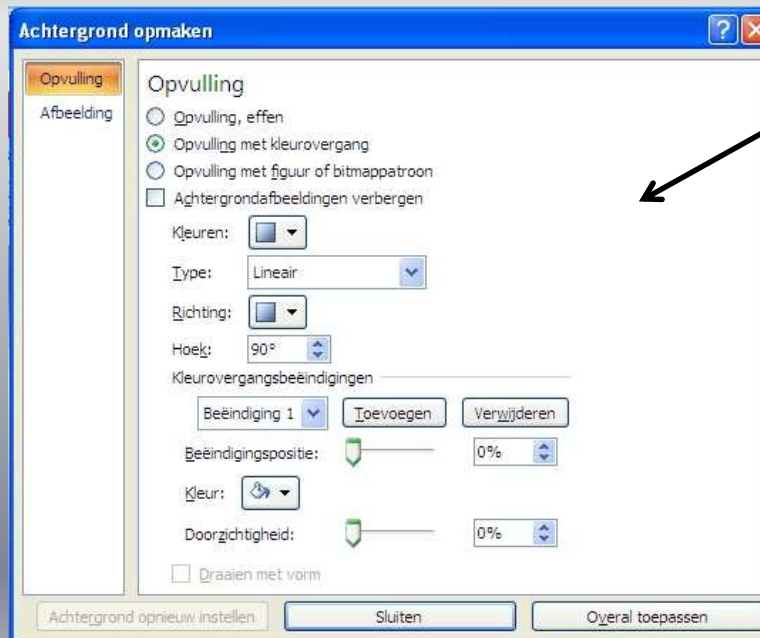 Achtergrond opmaken
Opvulling
Afbeelding
Opvulling
Opvulling, effen
Opvulling met kleurovergang
Opvulling met figuur of bitmappatroon
Achtergrondafbeeldingen verbergen
Kleuren:
Type: Lineair
Richting:
Hoek: 90°
Kleurovergangsbeëindigingen
Beëindiging 1 Toevoegen Verwijderen
Beëindigingspositie: 0%
Kleur:
Doorzichtigheid: 0%
Draaien met vorm
Achtergrond opnieuw instellen Sluiten Overal toepassen